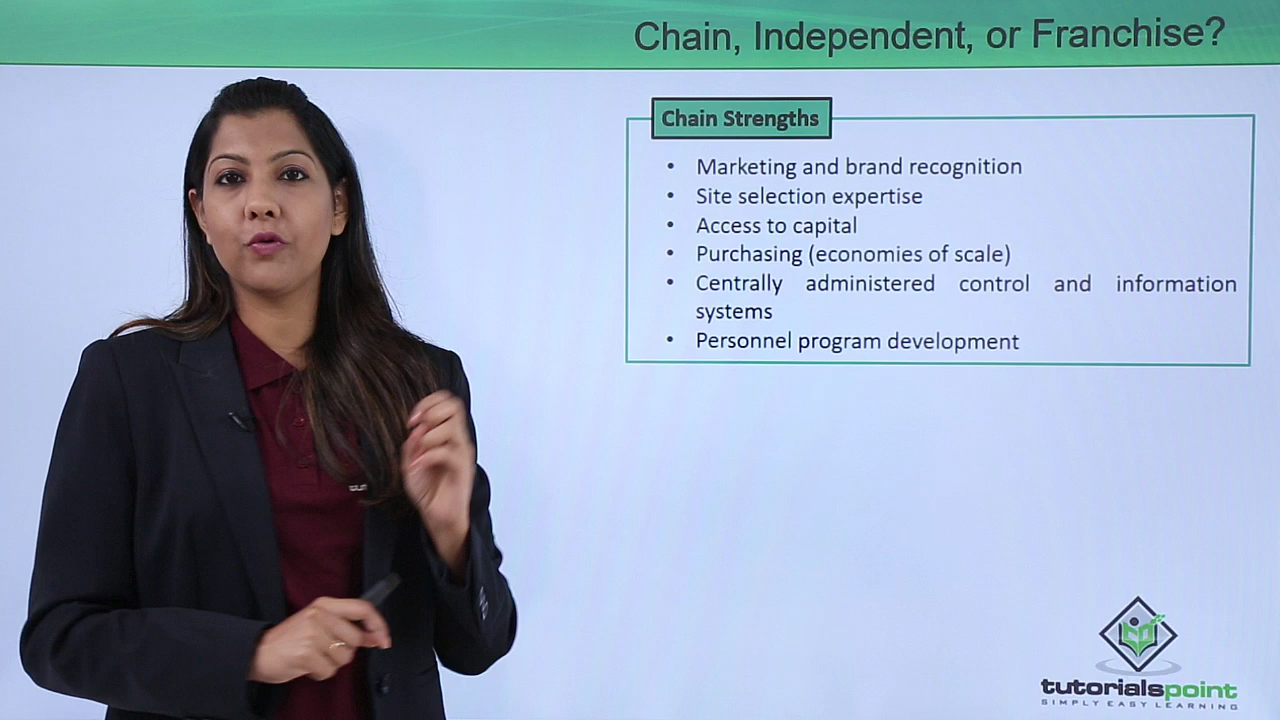 Chain, Independent, or Franchise?
Chain Strengths
• Marketing and brand recognition
• Site selection expertise
• Access to capital
• Purchasing (economies of scale)
• Centrally administered control and information
systems
• Personnel program development
tutorialspoint
SIMPLY EASY LEARNING